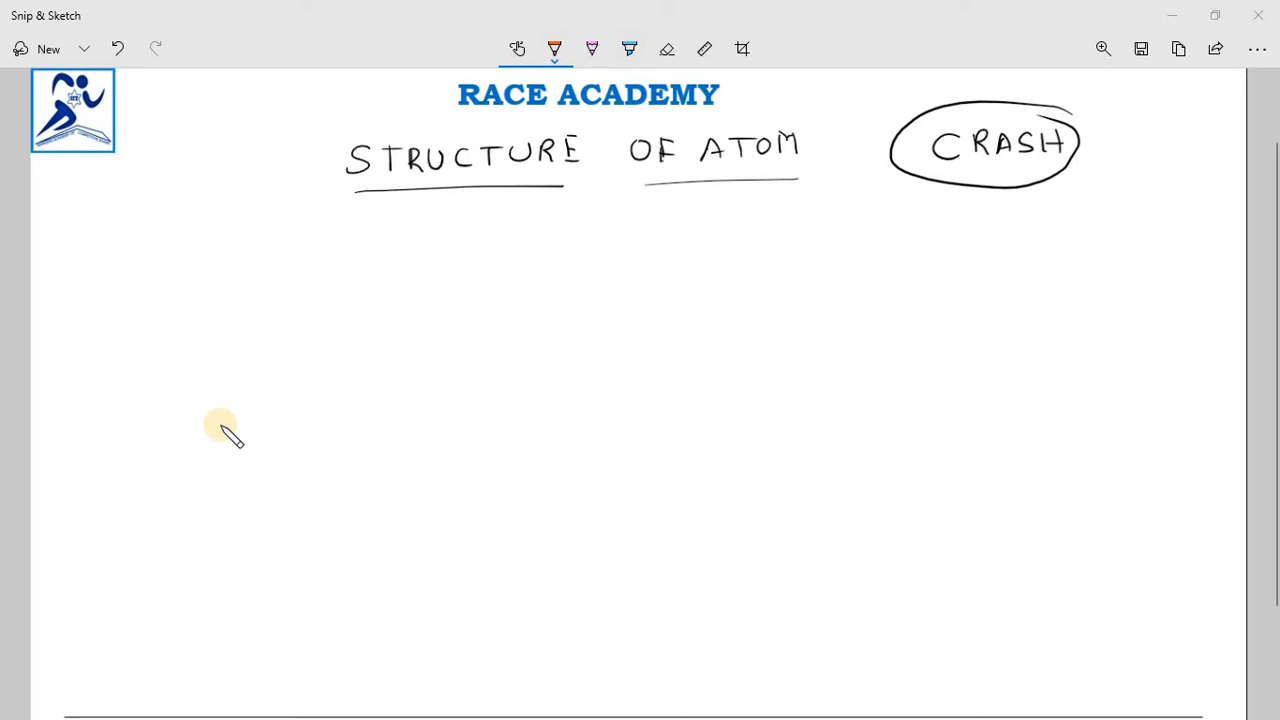 Snip & Sketch
New
RACE ACADEMY
STRUCTURE OF ATOM
CRASH